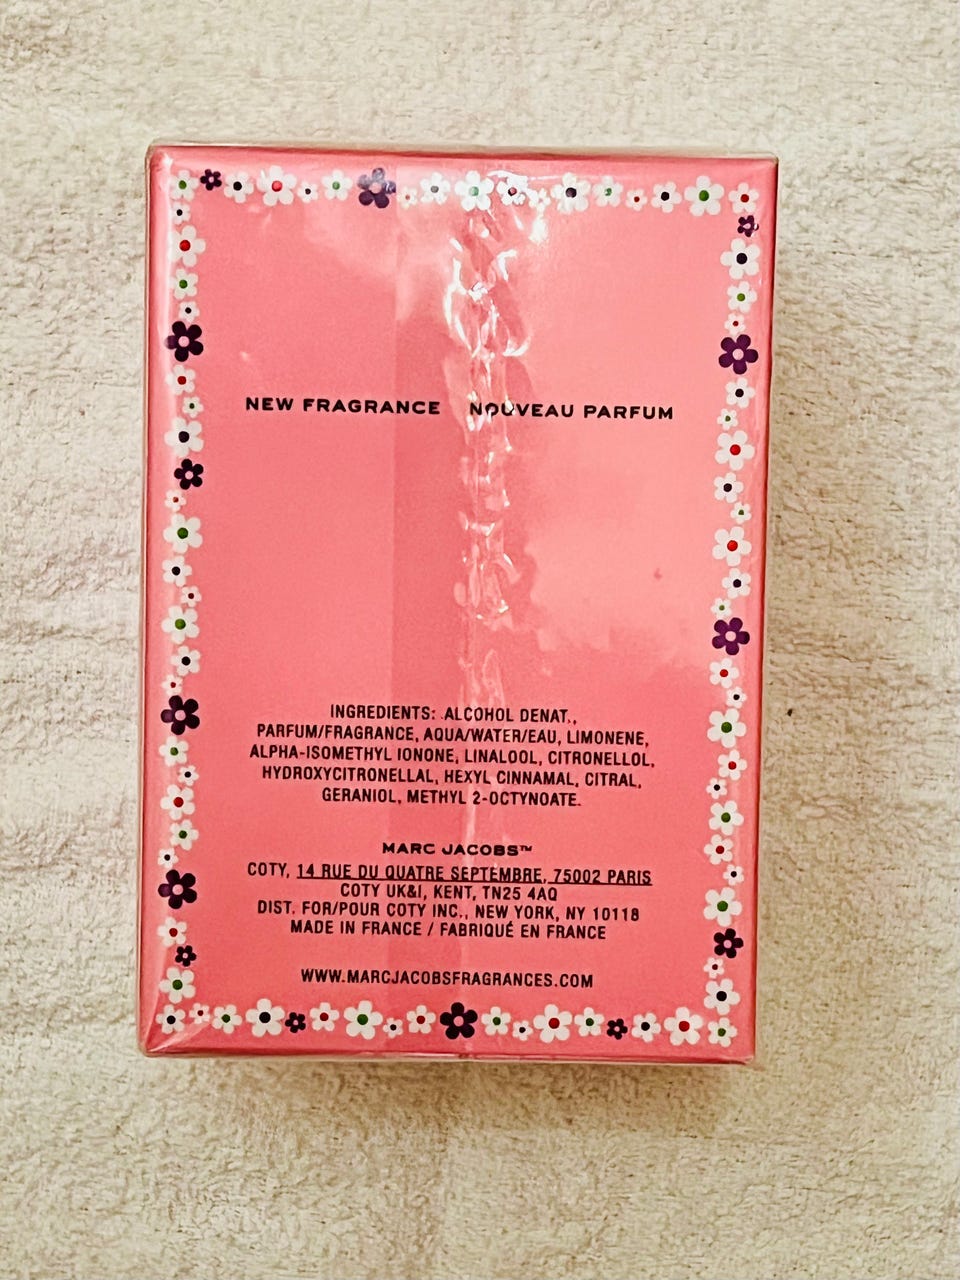 NEW FRAGRANCE NOUVEAU PARFUM
INGREDIENTS: ALCOHOL DENAT.,
PARFUM/FRAGRANCE, AQUA/WATER/EAU, LIMONENE,
ALPHA-ISOMETHYL IONONE, LINALOOL, CITRONELLOL,
HYDROXYCITRONELLAL, HEXYL CINNAMAL, CITRAL,
GERANIOL, METHYL 2-OCTYNOATE.
MARC JACOBS™
COTY, 14 RUE DU QUATRE SEPTEMBRE, 75002 PARIS
COTY UK&I, KENT, TN25 4AQ
DIST. FOR/POUR COTY INC., NEW YORK, NY 10118
MADE IN FRANCE / FABRIQUÉ EN FRANCE
WWW.MARCJACOBSFRAGRANCES.COM